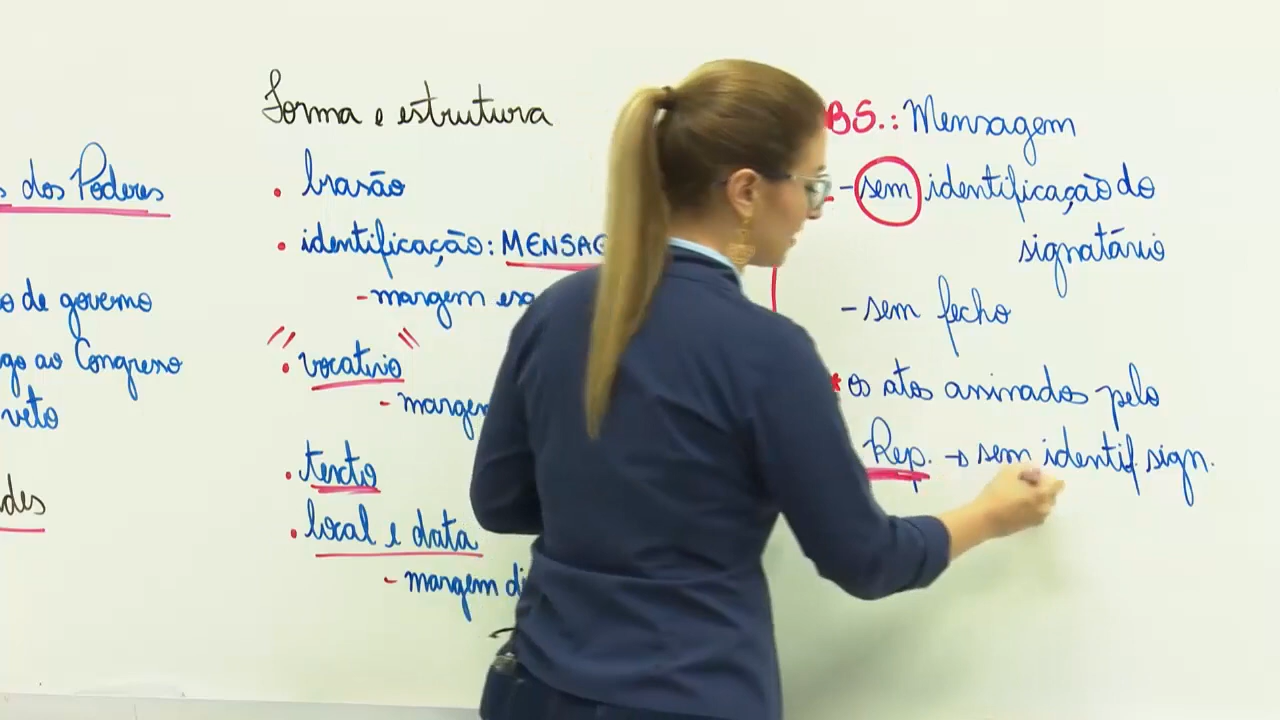 s dos Poderes
o de governo
go ao Congresso
veto
des
Forma e estrutura
• brasão
• identificação: MENSAG
- margem esq
• vocativo
- margem
• texto
• local e data
- margem di
BS.: Mensagem
- sem identificação do
signatário
- sem fecho
* os atos assinados pelo
Rep. → sem identif sign.